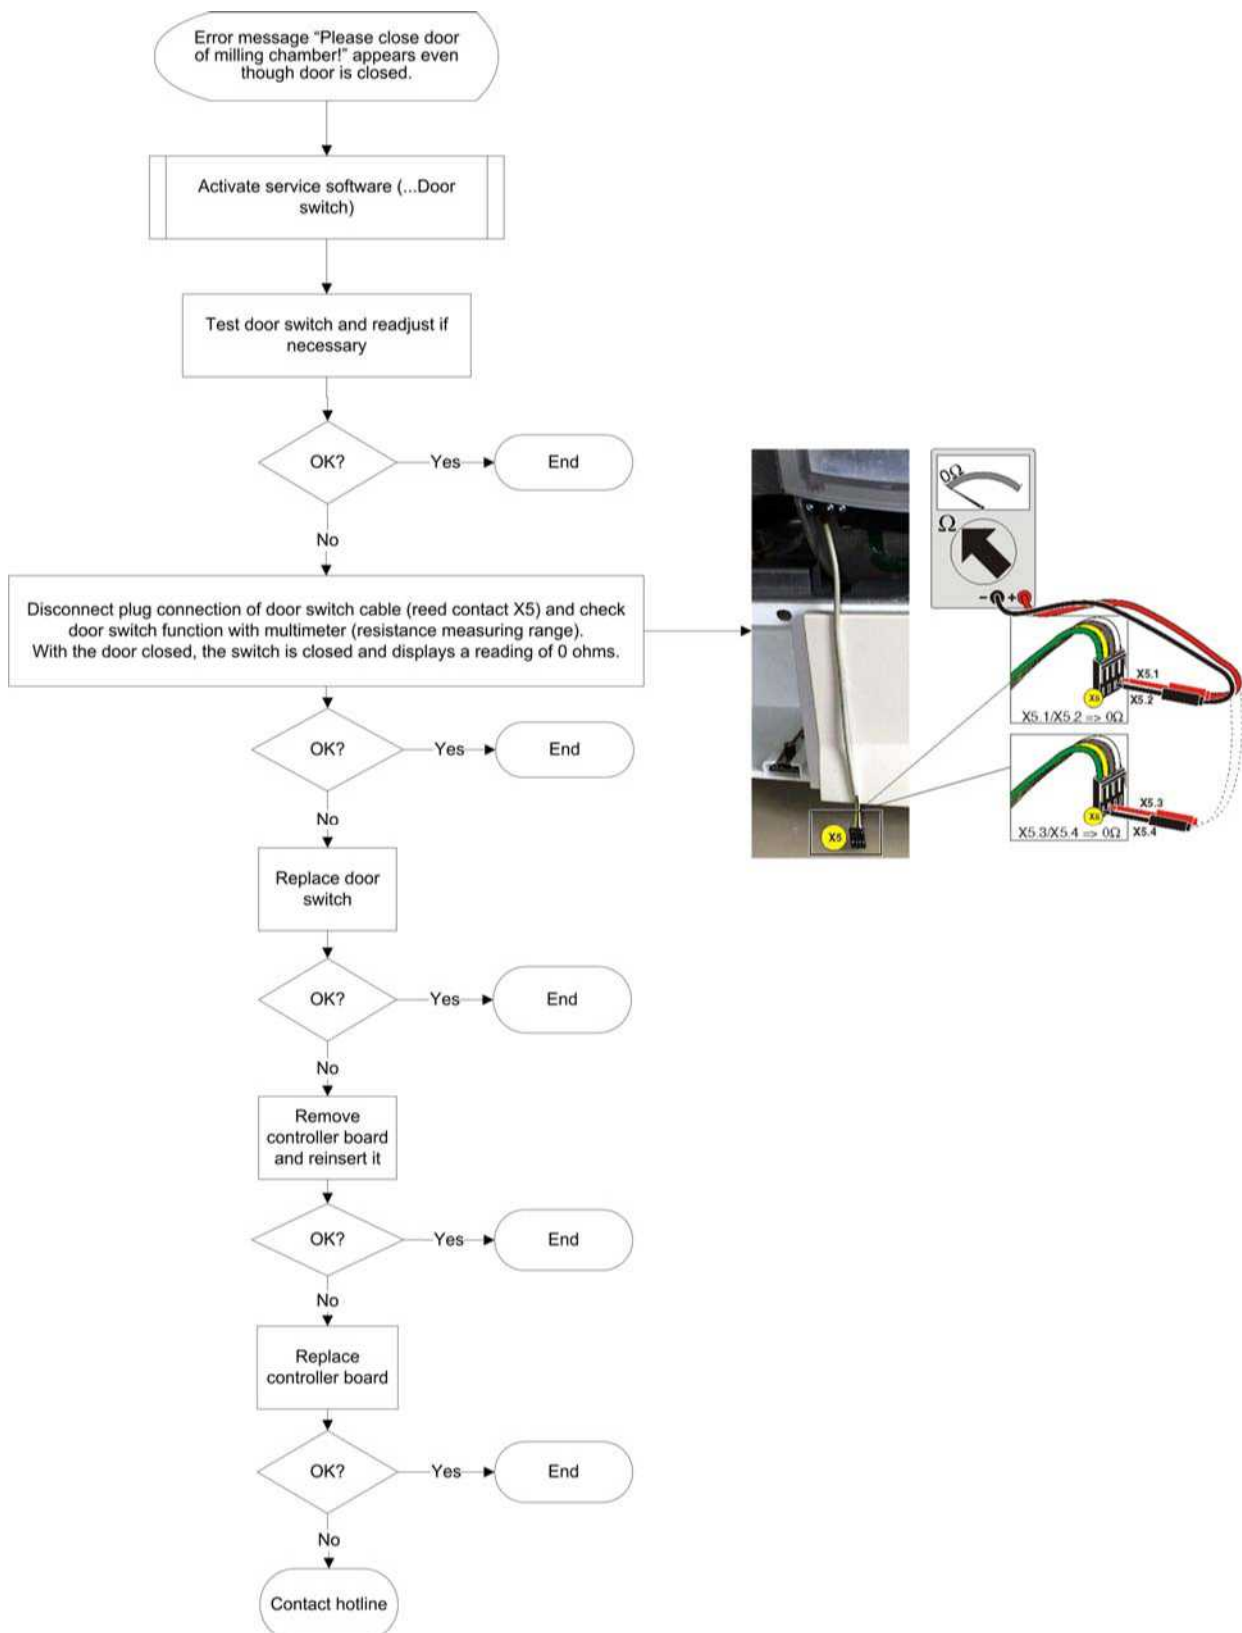 Error message “Please close door
of milling chamber!” appears even
though door is closed.
Activate service software (...Door
switch)
Test door switch and readjust if
necessary
OK?
Yes
End
No
Disconnect plug connection of door switch cable (reed contact X5) and check
door switch function with multimeter (resistance measuring range).
With the door closed, the switch is closed and displays a reading of 0 ohms.
0Ω
Ω
- +
X5.1
X5.2
X5
X5.1/X5.2 => 0Ω
X5.3
X5.4
X5
X5.3/X5.4 => 0Ω
X5
OK?
Yes
End
No
Replace door
switch
OK?
Yes
End
No
Remove
controller board
and reinsert it
OK?
Yes
End
No
Replace
controller board
OK?
Yes
End
No
Contact hotline